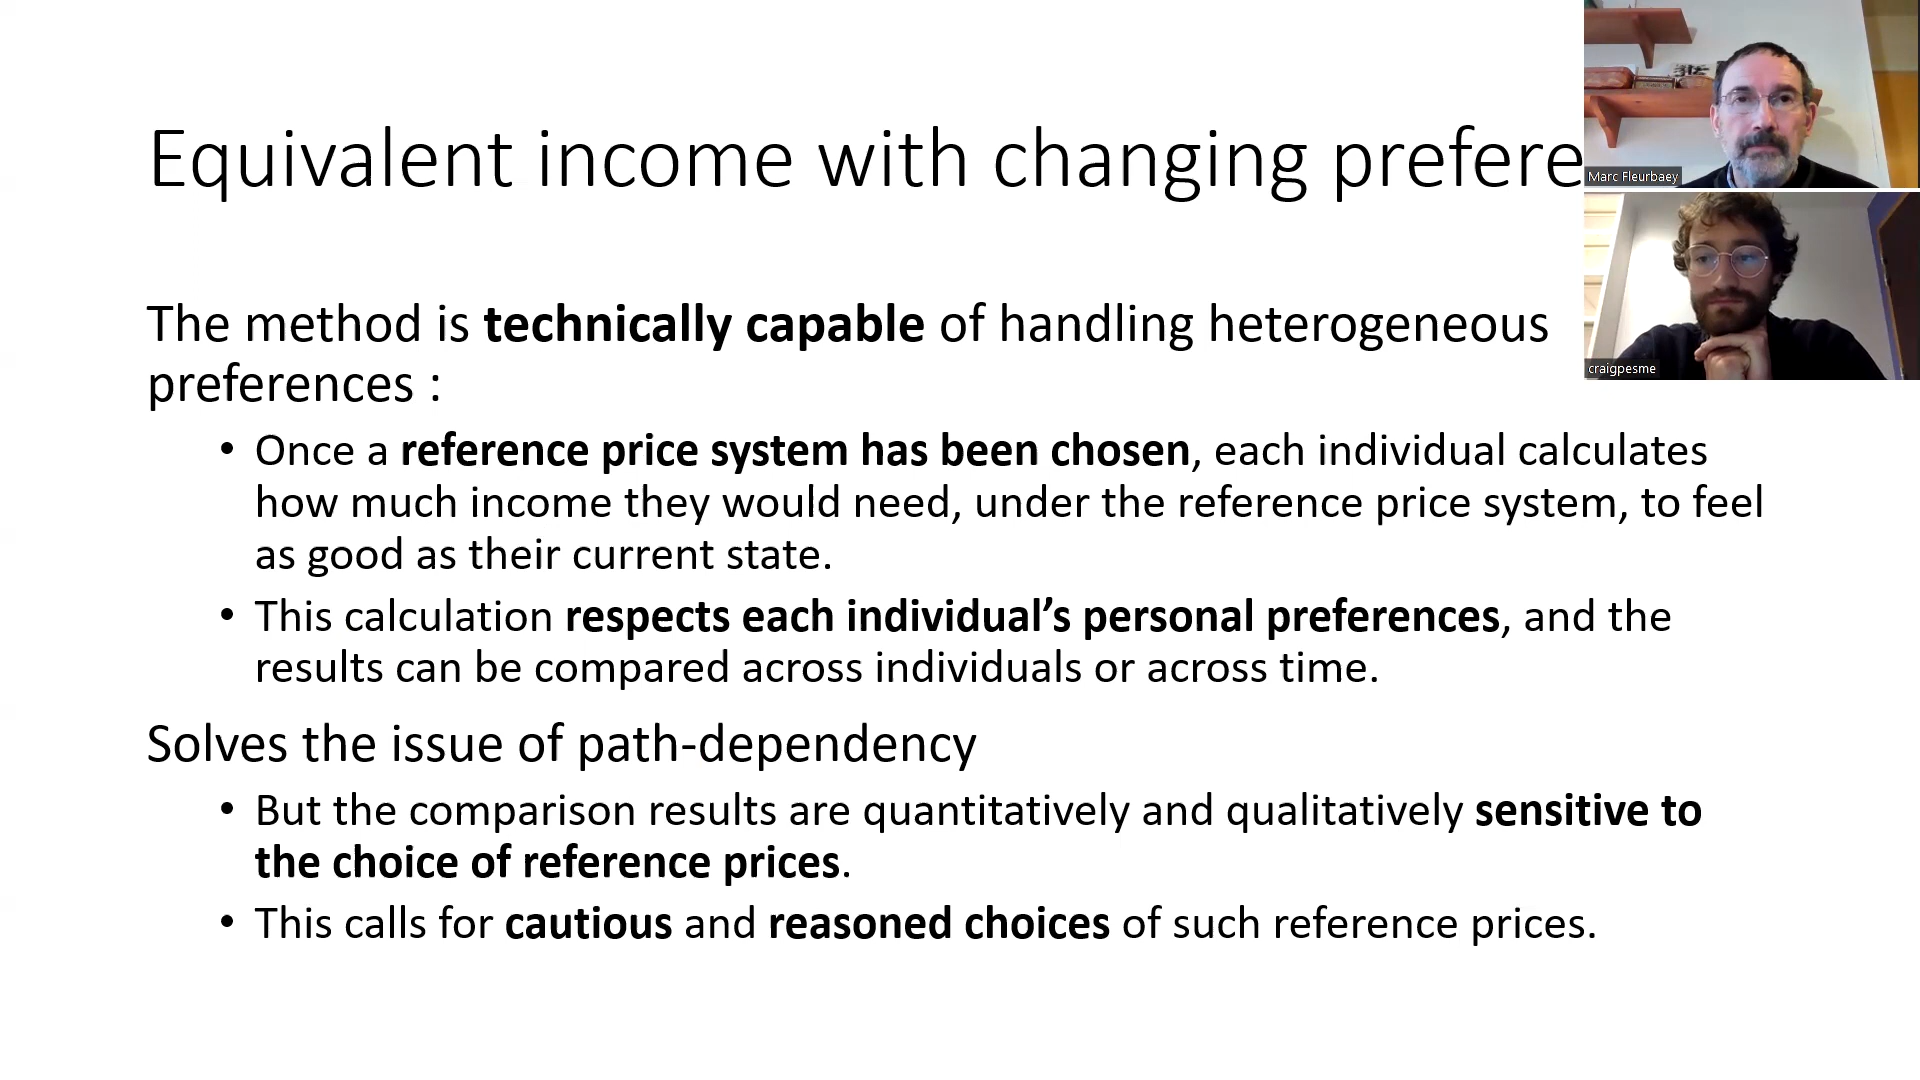 Equivalent income with changing prefere
Marc Fleurbaey
craigpesme
The method is technically capable of handling heterogeneous
preferences :
• Once a reference price system has been chosen, each individual calculates
how much income they would need, under the reference price system, to feel
as good as their current state.
• This calculation respects each individual’s personal preferences, and the
results can be compared across individuals or across time.
Solves the issue of path-dependency
• But the comparison results are quantitatively and qualitatively sensitive to
the choice of reference prices.
• This calls for cautious and reasoned choices of such reference prices.